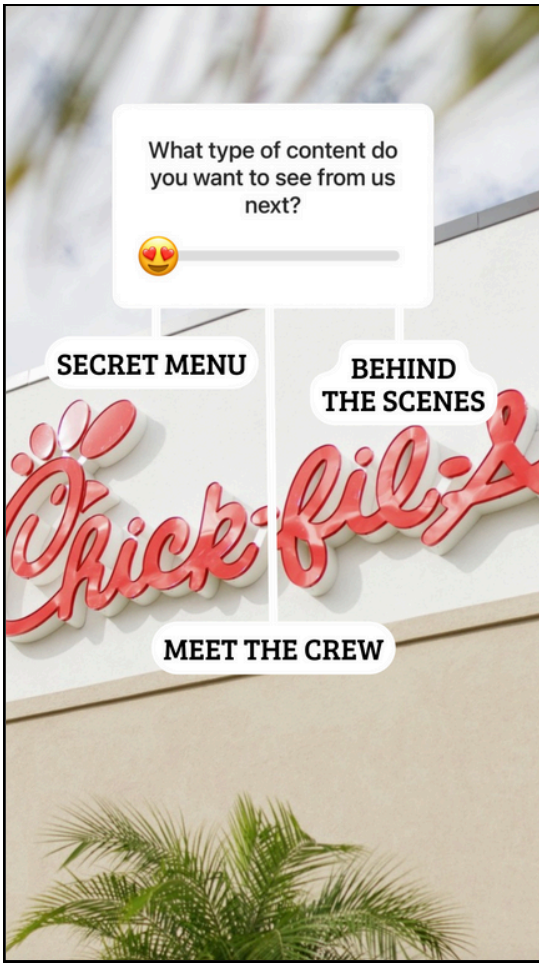 What type of content do
you want to see from us
next?
SECRET MENU
BEHIND
THE SCENES
Chick-fil-A
MEET THE CREW